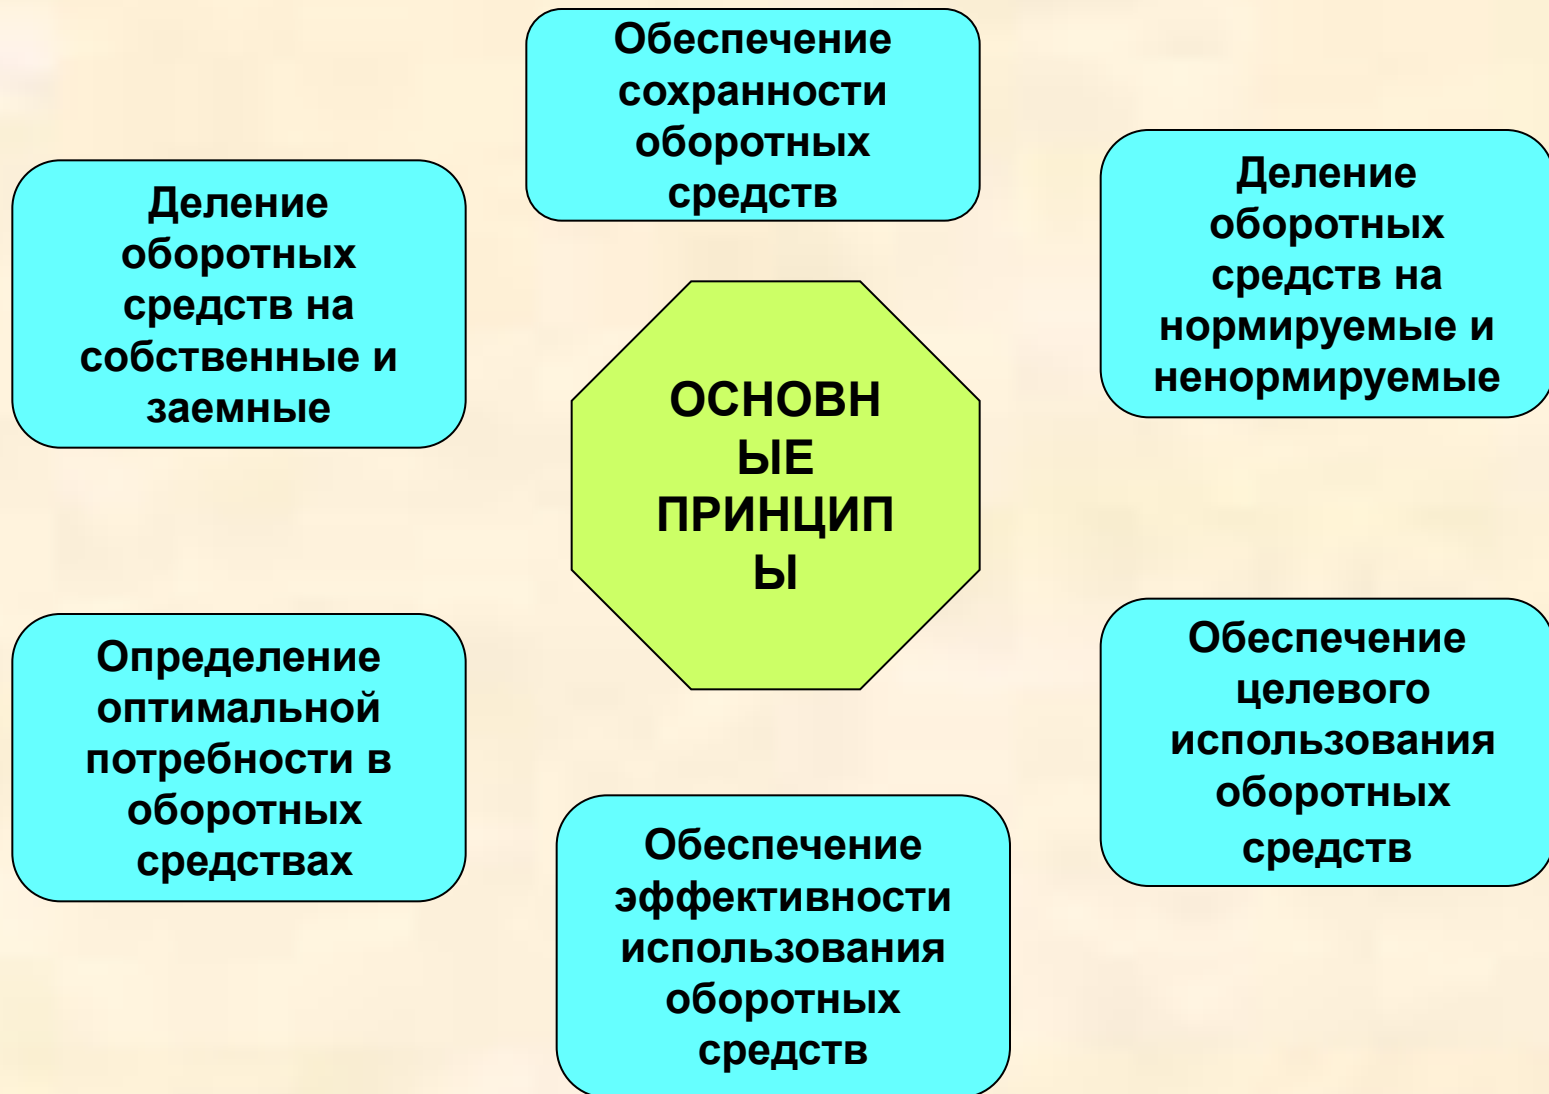 Обеспечение
сохранности
оборотных
средств
Деление
оборотных
средств на
собственные и
заемные
Деление
оборотных
средств на
нормируемые и
ненормируемые
ОСНОВН
ЫЕ
ПРИНЦИП
Ы
Определение
оптимальной
потребности в
оборотных
средствах
Обеспечение
целевого
использования
оборотных
средств
Обеспечение
эффективности
использования
оборотных
средств